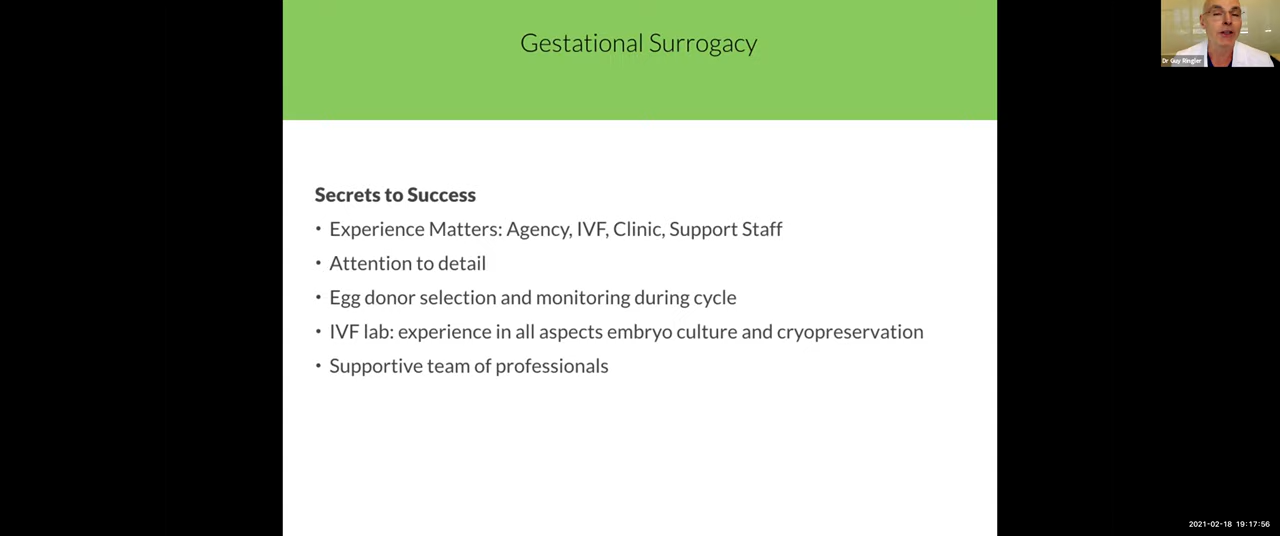 Gestational Surrogacy
Dr Guy Ringler
Secrets to Success
• Experience Matters: Agency, IVF, Clinic, Support Staff
• Attention to detail
• Egg donor selection and monitoring during cycle
• IVF lab: experience in all aspects embryo culture and cryopreservation
• Supportive team of professionals
2021-02-18 19:17:56